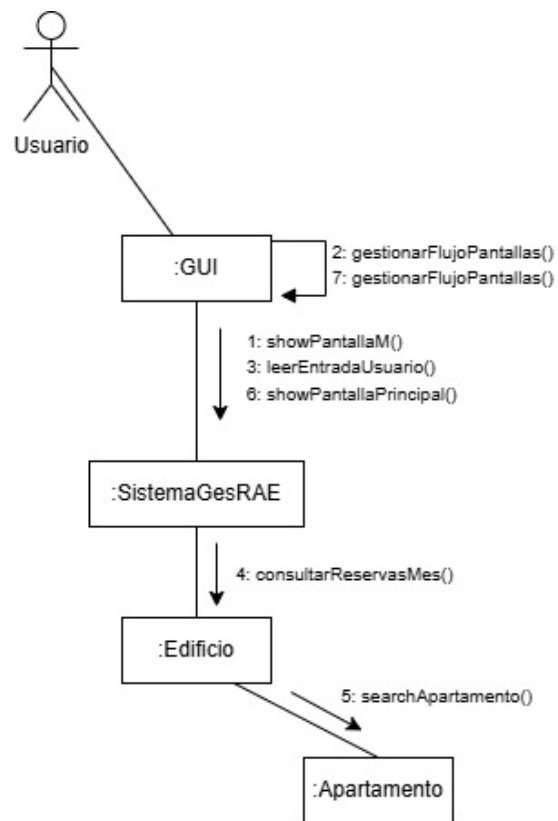 Usuario
:GUI
2: gestionarFlujoPantallas()
7: gestionarFlujoPantallas()
1: showPantallaM()
3: leerEntradaUsuario()
6: showPantallaPrincipal()
:SistemaGesRAE
4: consultarReservasMes()
:Edificio
5: searchApartamento()
:Apartamento